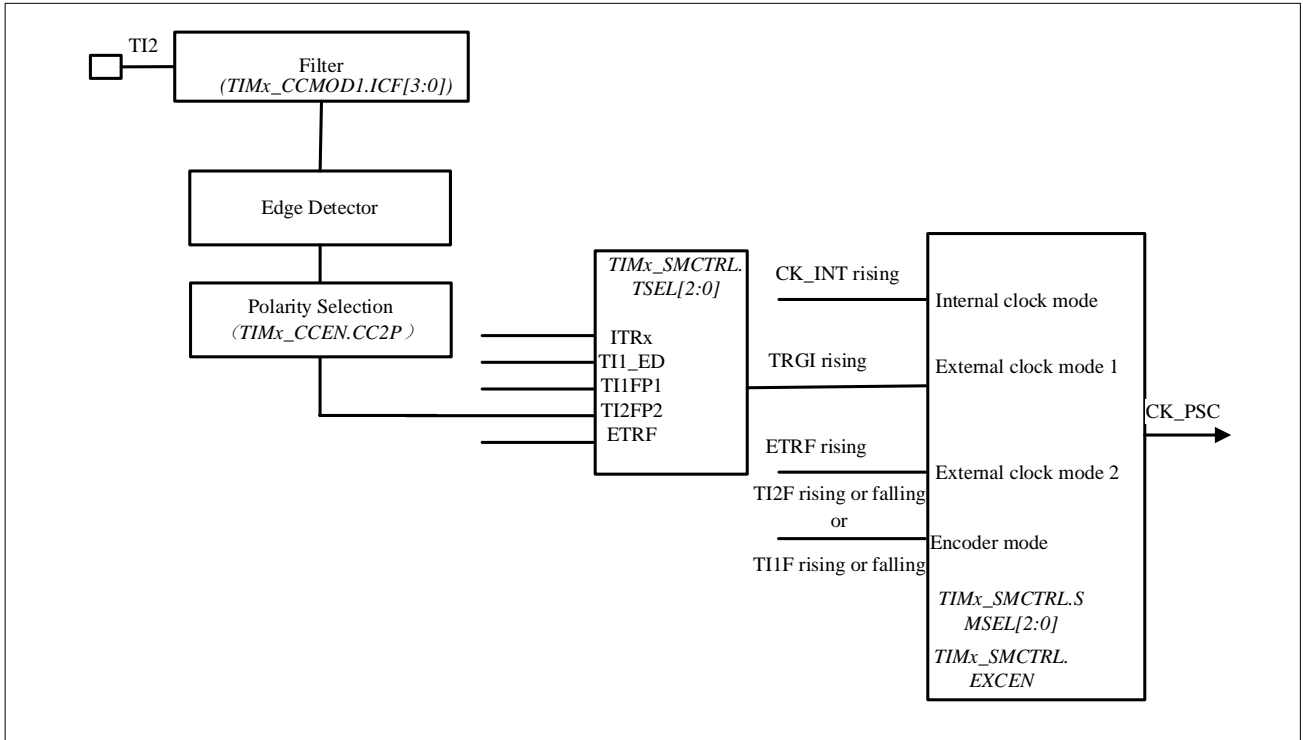 TI2
Filter
(TIMx_CCMOD1.ICF[3:0])
Edge Detector
Polarity Selection
（TIMx_CCEN.CC2P）
TIMx_SMCTRL.
TSEL[2:0]
ITRx
TI1_ED
TI1FP1
TI2FP2
ETRF
CK_INT rising
TRGI rising
ETRF rising
TI2F rising or falling
or
TI1F rising or falling
Internal clock mode
External clock mode 1
External clock mode 2
Encoder mode
TIMx_SMCTRL.S
MSEL[2:0]
TIMx_SMCTRL.
EXCEN
CK_PSC